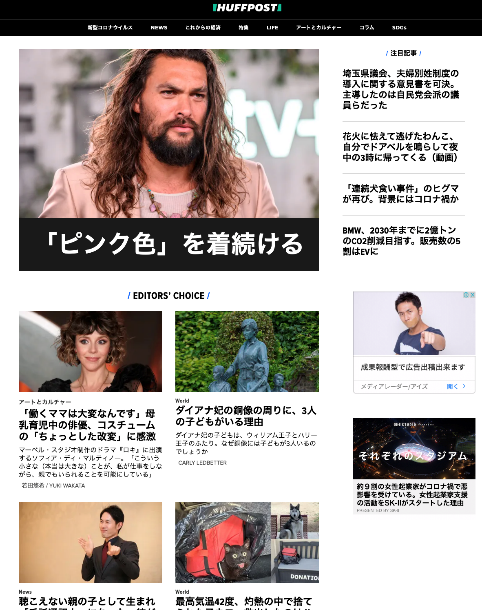 HUFFPOST
新型コロナウイルス NEWS これからの経済 特集 LIFE アートとカルチャー コラム SDGs
「ピンク色」を着続ける
/ 注目記事 /
埼玉県議会、夫婦別姓制度の
導入に関する意見書を可決。
主導したのは自民党会派の議
員らだった
花火に怯えて逃げたわんこ、
自分でドアベルを鳴らして夜
中の3時に帰ってくる（動画）
「連続犬食い事件」のヒグマ
が再び。背景にはコロナ禍か
BMW、2030年までに2億トン
のCO2削減目指す。販売数の5
割はEVに
/ EDITORS' CHOICE /
アートとカルチャー
「働くママは大変なんです」母
乳育児中の俳優、コスチューム
の「ちょっとした改変」に感激
マーベル・スタジオ制作のドラマ『ロキ』に出演
するソフィア・ディ・マルティーノ。「こういう
小さな（本当は大きな）ことが、私が仕事をしな
がら、親でもいられることを可能にしている」
若田悠希 / YUKI WAKATA
World
ダイアナ妃の銅像の周りに、3人
の子どもがいる理由
ダイアナ妃の子どもは、ウィリアム王子とハリー
王子のふたり。なぜ銅像には子どもが3人いるの
でしょうか
CARLY LEDBETTER
成果報酬型で広告出稿出来ます
メディアレーダー/アイズ 開く
それぞれのスタジアム
約９割の女性起業家がコロナ禍で悪
影響を受けている。女性起業家支援
の活動をSK-IIがスタートした理由
PRESENTED BY SK-II
DONATION
News
聴こえない親の子として生まれ
World
最高気温42度、灼熱の中で捨て